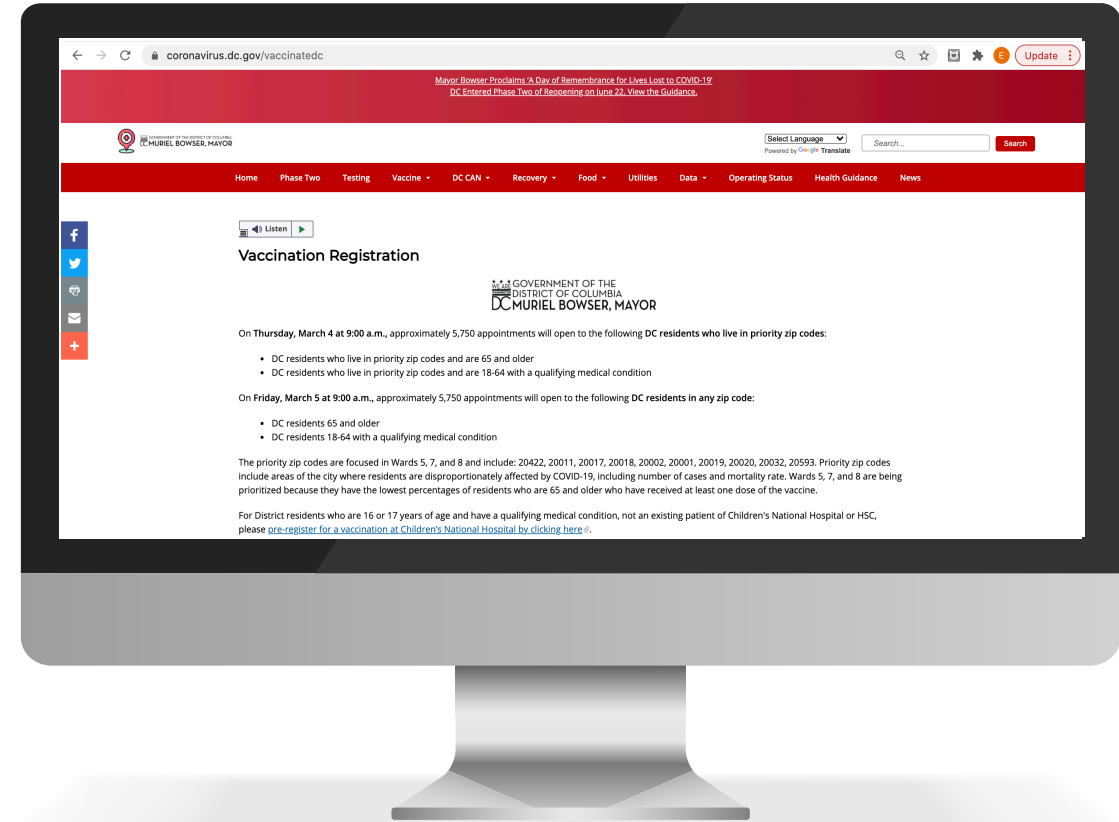 coronavirus.dc.gov/vaccinatedc
E
Update
Mayor Bowser Proclaims 'A Day of Remembrance for Lives Lost to COVID-19'
DC Entered Phase Two of Reopening on June 22. View the Guidance.
GOVERNMENT OF THE DISTRICT OF COLUMBIA
DC MURIEL BOWSER, MAYOR
Select Language
Powered by Google Translate
Search...
Search
Home Phase Two Testing Vaccine DC CAN Recovery Food Utilities Data Operating Status Health Guidance News
Listen
Vaccination Registration
WE ARE GOVERNMENT OF THE
DISTRICT OF COLUMBIA
DC MURIEL BOWSER, MAYOR
On Thursday, March 4 at 9:00 a.m., approximately 5,750 appointments will open to the following DC residents who live in priority zip codes:
• DC residents who live in priority zip codes and are 65 and older
• DC residents who live in priority zip codes and are 18-64 with a qualifying medical condition
On Friday, March 5 at 9:00 a.m., approximately 5,750 appointments will open to the following DC residents in any zip code:
• DC residents 65 and older
• DC residents 18-64 with a qualifying medical condition
The priority zip codes are focused in Wards 5, 7, and 8 and include: 20422, 20011, 20017, 20018, 20002, 20001, 20019, 20020, 20032, 20593. Priority zip codes
include areas of the city where residents are disproportionately affected by COVID-19, including number of cases and mortality rate. Wards 5, 7, and 8 are being
prioritized because they have the lowest percentages of residents who are 65 and older who have received at least one dose of the vaccine.
For District residents who are 16 or 17 years of age and have a qualifying medical condition, not an existing patient of Children's National Hospital or HSC,
please pre-register for a vaccination at Children's National Hospital by clicking here.